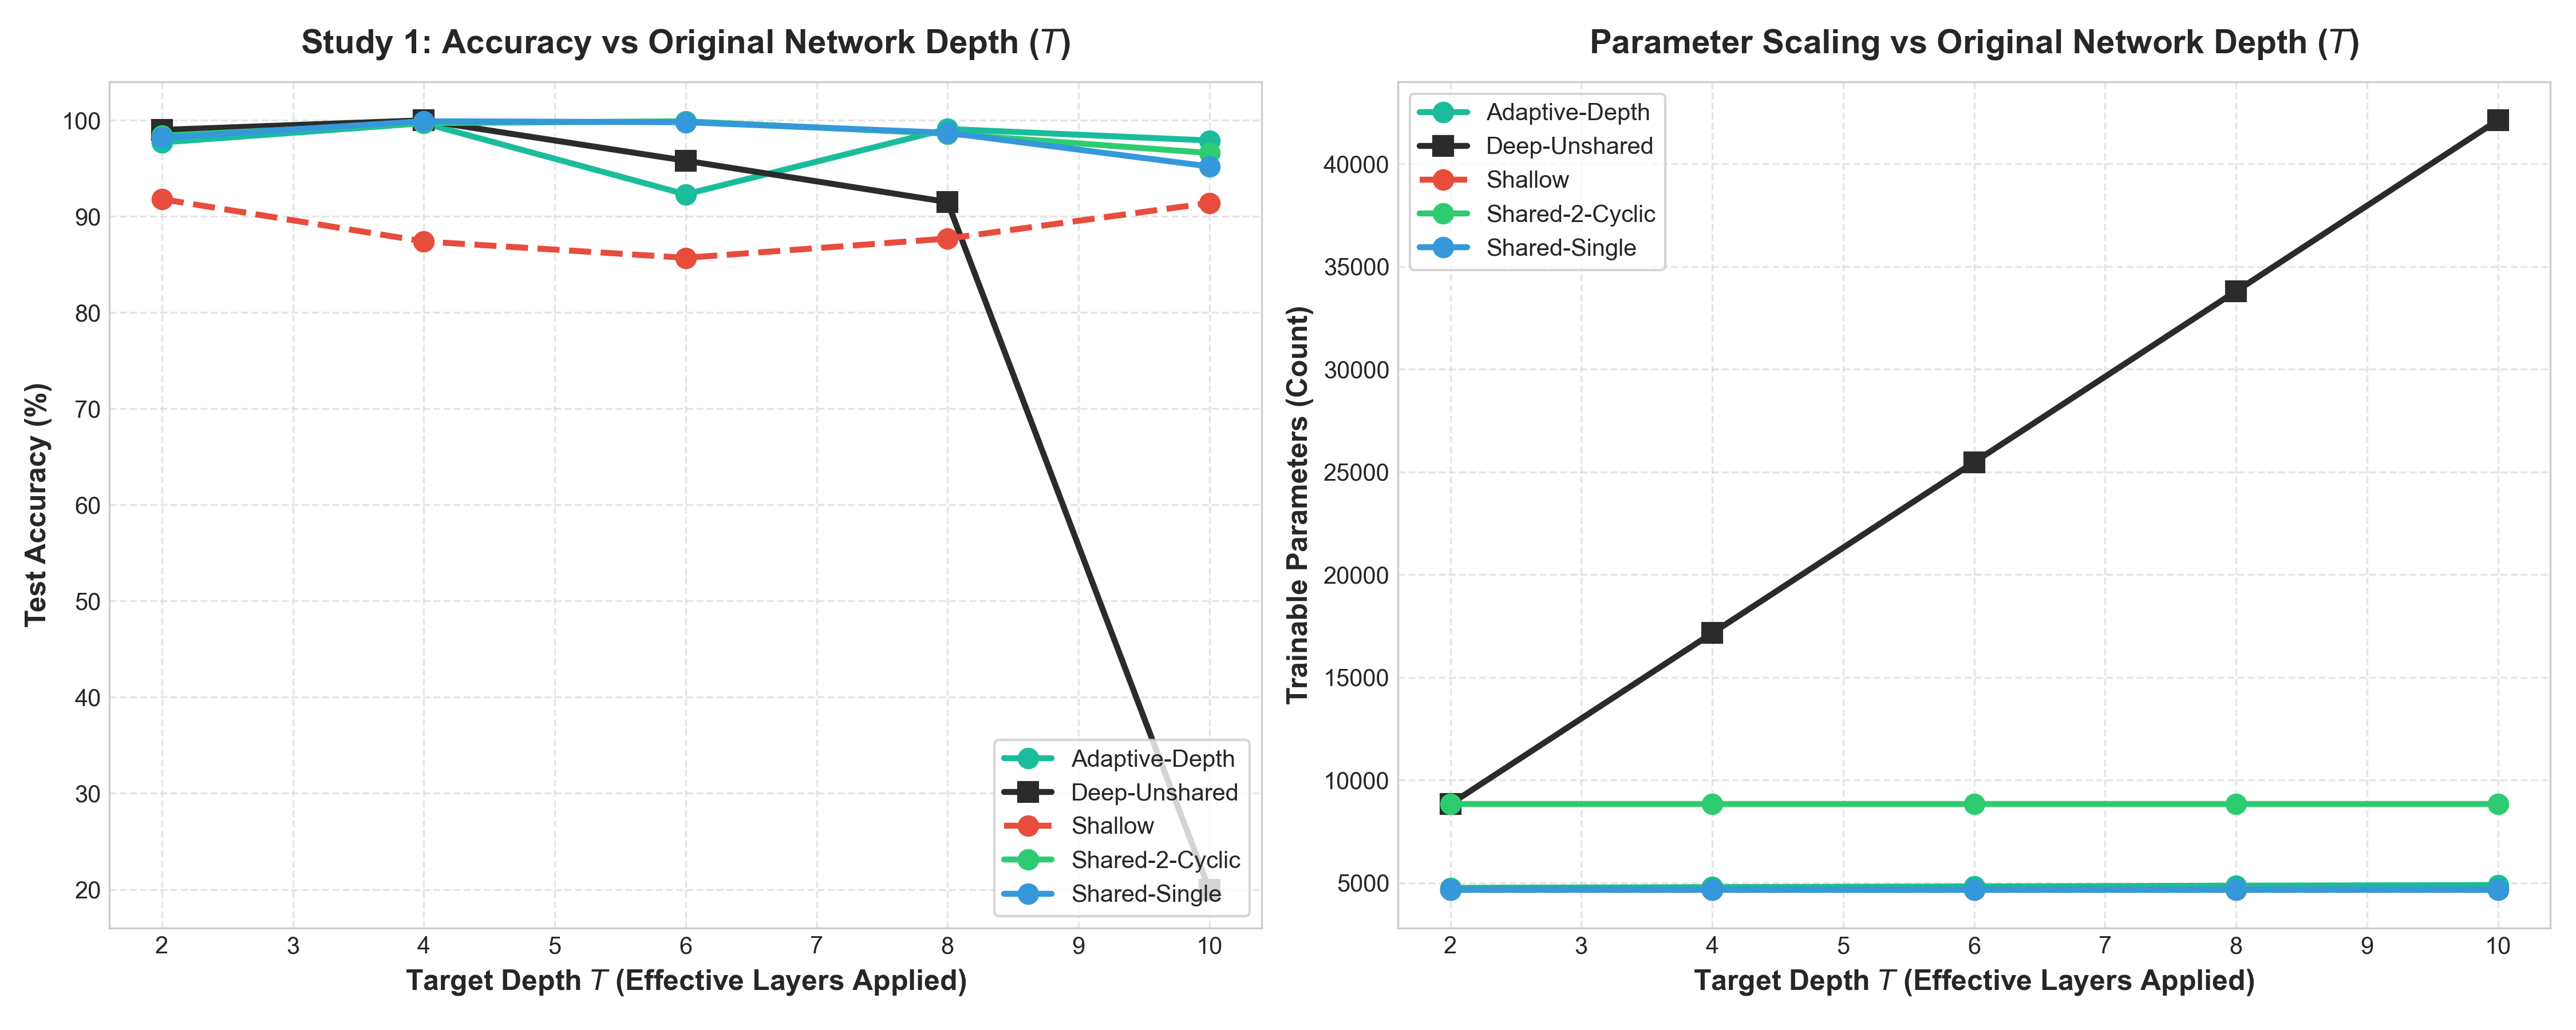 Study 1: Accuracy vs Original Network Depth (T)
Test Accuracy (%)
100
90
80
70
60
50
40
30
20
Adaptive-Depth
Deep-Unshared
Shallow
Shared-2-Cyclic
Shared-Single
2 3 4 5 6 7 8 9 10
Target Depth T (Effective Layers Applied)
Parameter Scaling vs Original Network Depth (T)
Trainable Parameters (Count)
Adaptive-Depth
Deep-Unshared
Shallow
Shared-2-Cyclic
Shared-Single
40000
35000
30000
25000
20000
15000
10000
5000
2 3 4 5 6 7 8 9 10
Target Depth T (Effective Layers Applied)